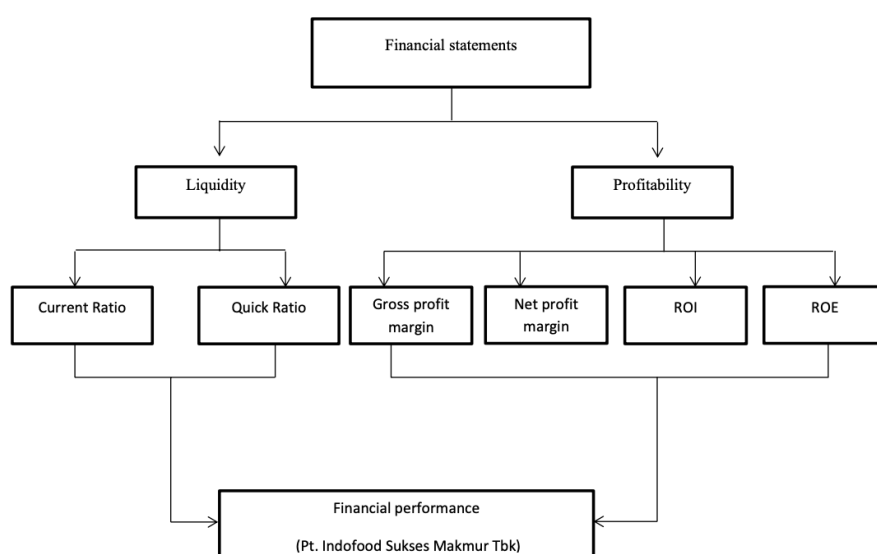 Financial statements
Liquidity
Profitability
Current Ratio
Quick Ratio
Gross profit
margin
Net profit
margin
ROI
ROE
Financial performance
(Pt. Indofood Sukses Makmur Tbk)